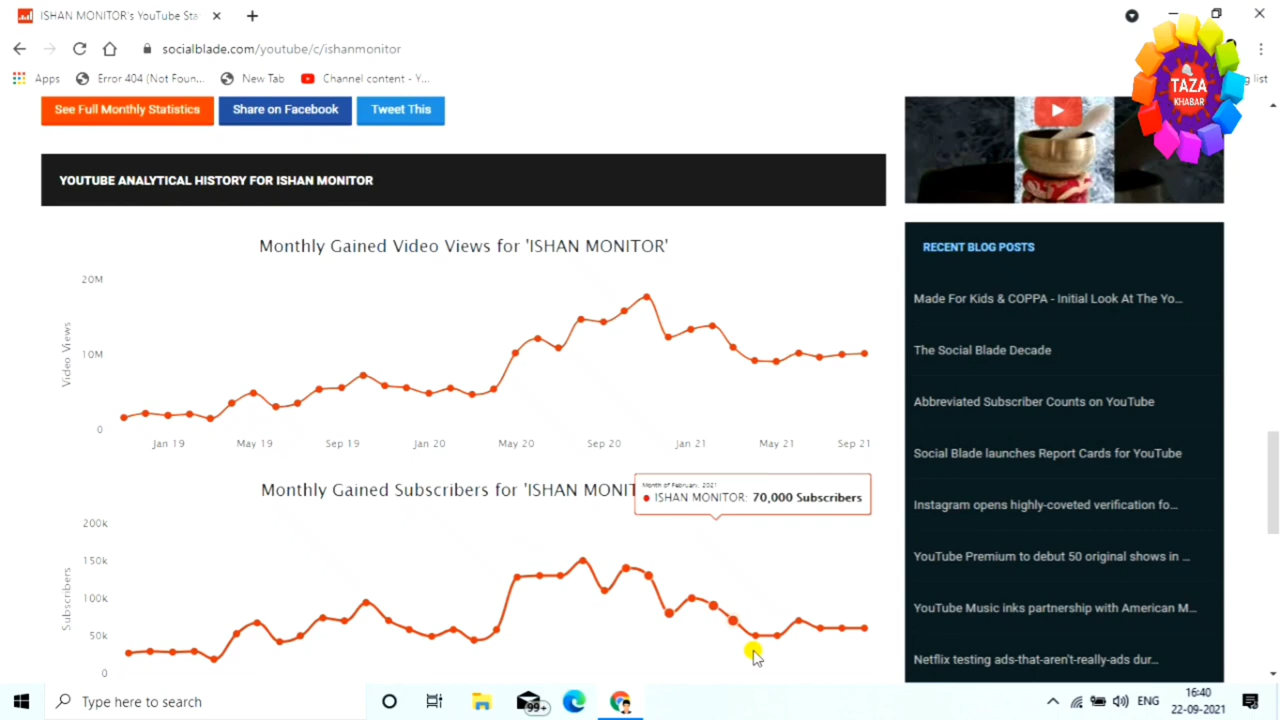 ISHAN MONITOR's YouTube Sta
socialblade.com/youtube/c/ishanmonitor
Apps
Error 404 (Not Foun...
New Tab
Channel content - Y...
ng list
TAZA
KHABAR
See Full Monthly Statistics
Share on Facebook
Tweet This
YOUTUBE ANALYTICAL HISTORY FOR ISHAN MONITOR
Monthly Gained Video Views for 'ISHAN MONITOR'
20M
10M
0
Video Views
Jan 19
May 19
Sep 19
Jan 20
May 20
Sep 20
Jan 21
May 21
Sep 21
Monthly Gained Subscribers for 'ISHAN MONIT
Month of February, 2021
ISHAN MONITOR: 70,000 Subscribers
200k
150k
100k
50k
0
Subscribers
RECENT BLOG POSTS
Made For Kids & COPPA - Initial Look At The Yo...
The Social Blade Decade
Abbreviated Subscriber Counts on YouTube
Social Blade launches Report Cards for YouTube
Instagram opens highly-coveted verification fo...
YouTube Premium to debut 50 original shows in ...
YouTube Music inks partnership with American M...
Netflix testing ads-that-aren't-really-ads dur...
Type here to search
99+
ENG
16:40
22-09-2021